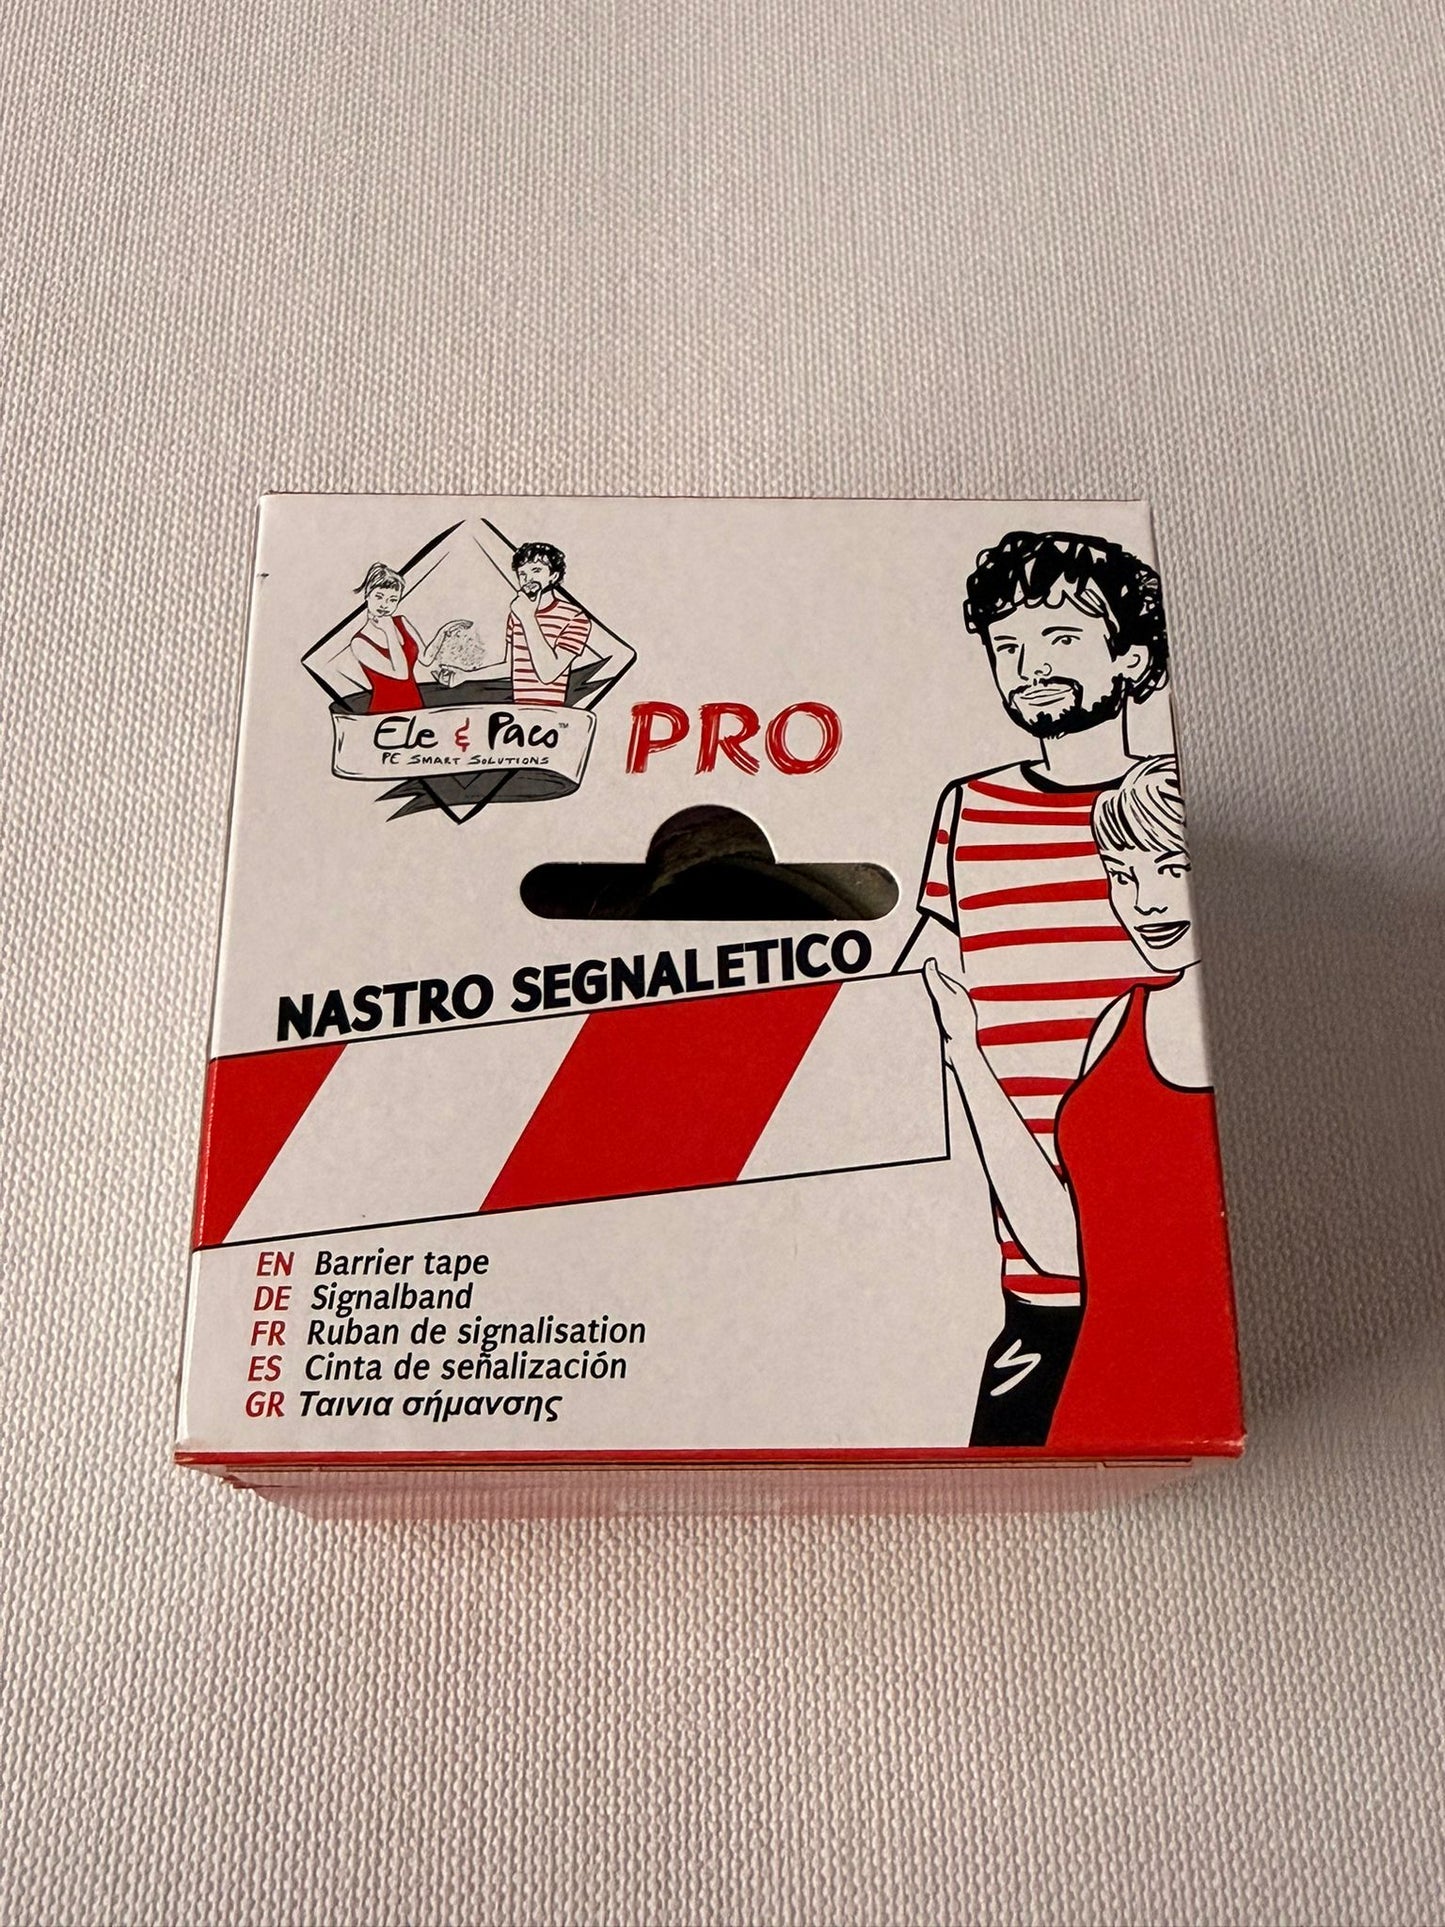 Ele & Paco™
PE SMART SOLUTIONS
PRO
NASTRO SEGNALETICO
EN Barrier tape
DE Signalband
FR Ruban de signalisation
ES Cinta de señalización
GR Ταινια σήμανσης